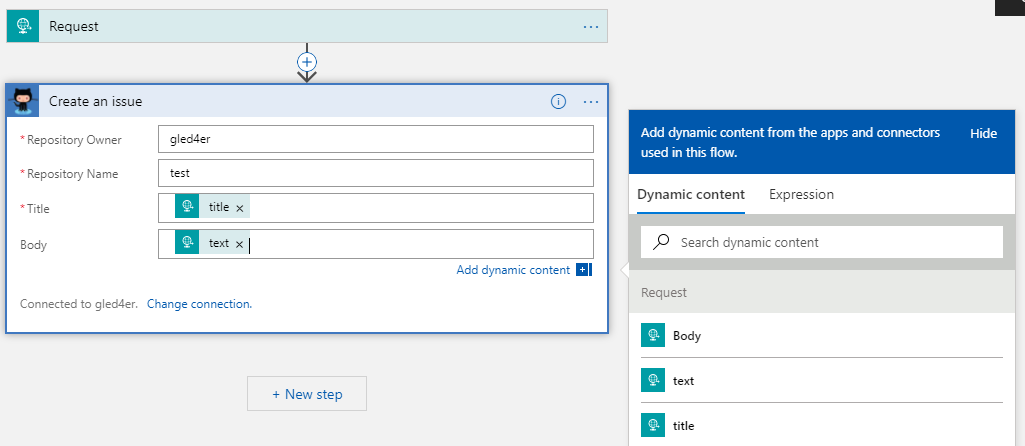 Request
Create an issue
* Repository Owner gled4er
* Repository Name test
* Title title ×
Body text ×
Add dynamic content
Connected to gled4er. Change connection.
+ New step
Add dynamic content from the apps and connectors
used in this flow.
Hide
Dynamic content Expression
Search dynamic content
Request
Body
text
title